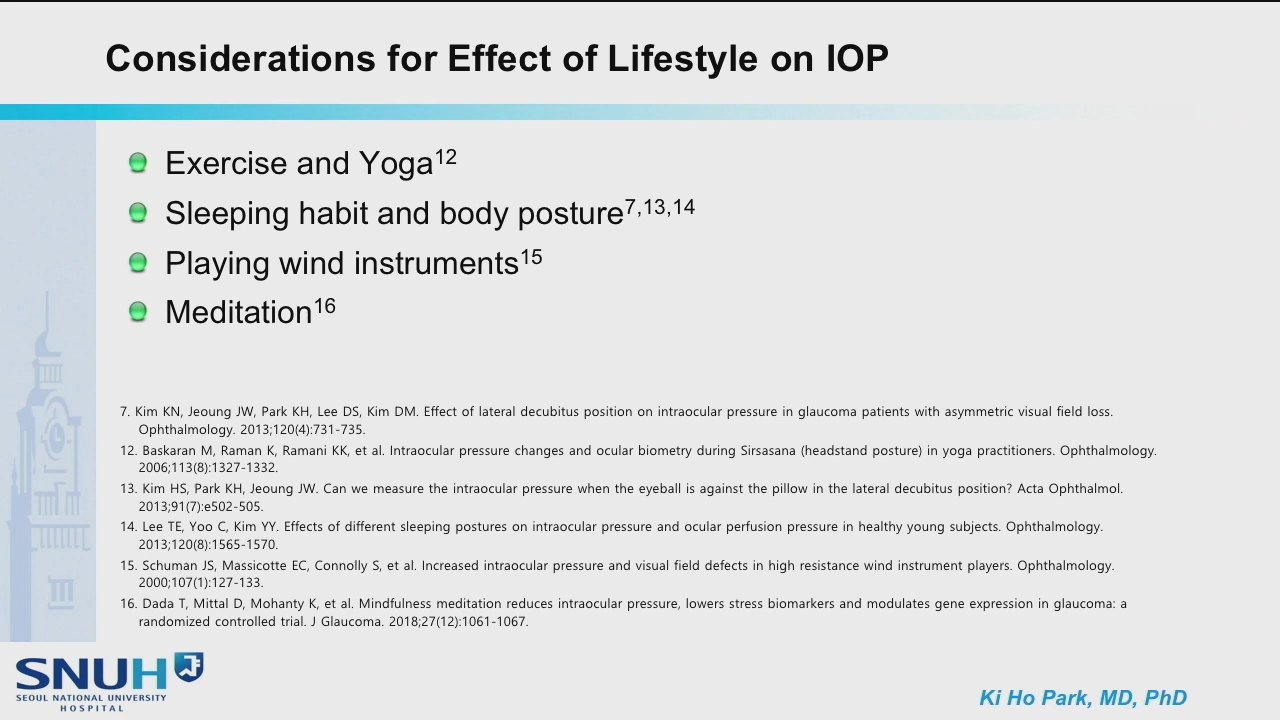 Considerations for Effect of Lifestyle on IOP
Exercise and Yoga12
Sleeping habit and body posture7,13,14
Playing wind instruments15
Meditation16
7. Kim KN, Jeoung JW, Park KH, Lee DS, Kim DM. Effect of lateral decubitus position on intraocular pressure in glaucoma patients with asymmetric visual field loss.
Ophthalmology. 2013;120(4):731-735.
12. Baskaran M, Raman K, Ramani KK, et al. Intraocular pressure changes and ocular biometry during Sirsasana (headstand posture) in yoga practitioners. Ophthalmology.
2006;113(8):1327-1332.
13. Kim HS, Park KH, Jeoung JW. Can we measure the intraocular pressure when the eyeball is against the pillow in the lateral decubitus position? Acta Ophthalmol.
2013;91(7):e502-505.
14. Lee TE, Yoo C, Kim YY. Effects of different sleeping postures on intraocular pressure and ocular perfusion pressure in healthy young subjects. Ophthalmology.
2013;120(8):1565-1570.
15. Schuman JS, Massicotte EC, Connolly S, et al. Increased intraocular pressure and visual field defects in high resistance wind instrument players. Ophthalmology.
2000;107(1):127-133.
16. Dada T, Mittal D, Mohanty K, et al. Mindfulness meditation reduces intraocular pressure, lowers stress biomarkers and modulates gene expression in glaucoma: a
randomized controlled trial. J Glaucoma. 2018;27(12):1061-1067.
SNUH
SEOUL NATIONAL UNIVERSITY
HOSPITAL
Ki Ho Park, MD, PhD